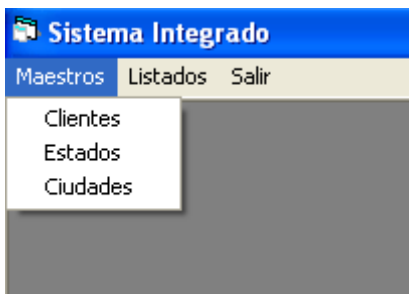 Sistema Integrado
Maestros Listados Salir
Clientes
Estados
Ciudades